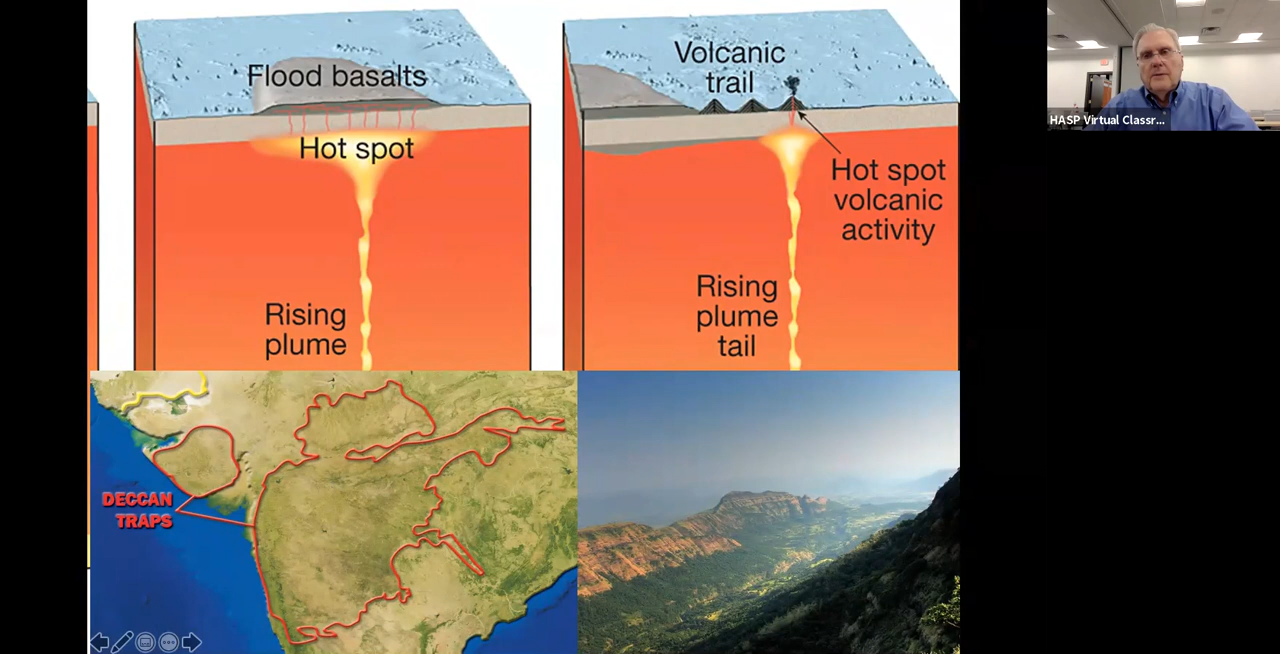 Flood basalts
Hot spot
Rising
plume
Volcanic
trail
Hot spot
volcanic
activity
Rising
plume
tail
DECCAN
TRAPS
HASP Virtual Classr...